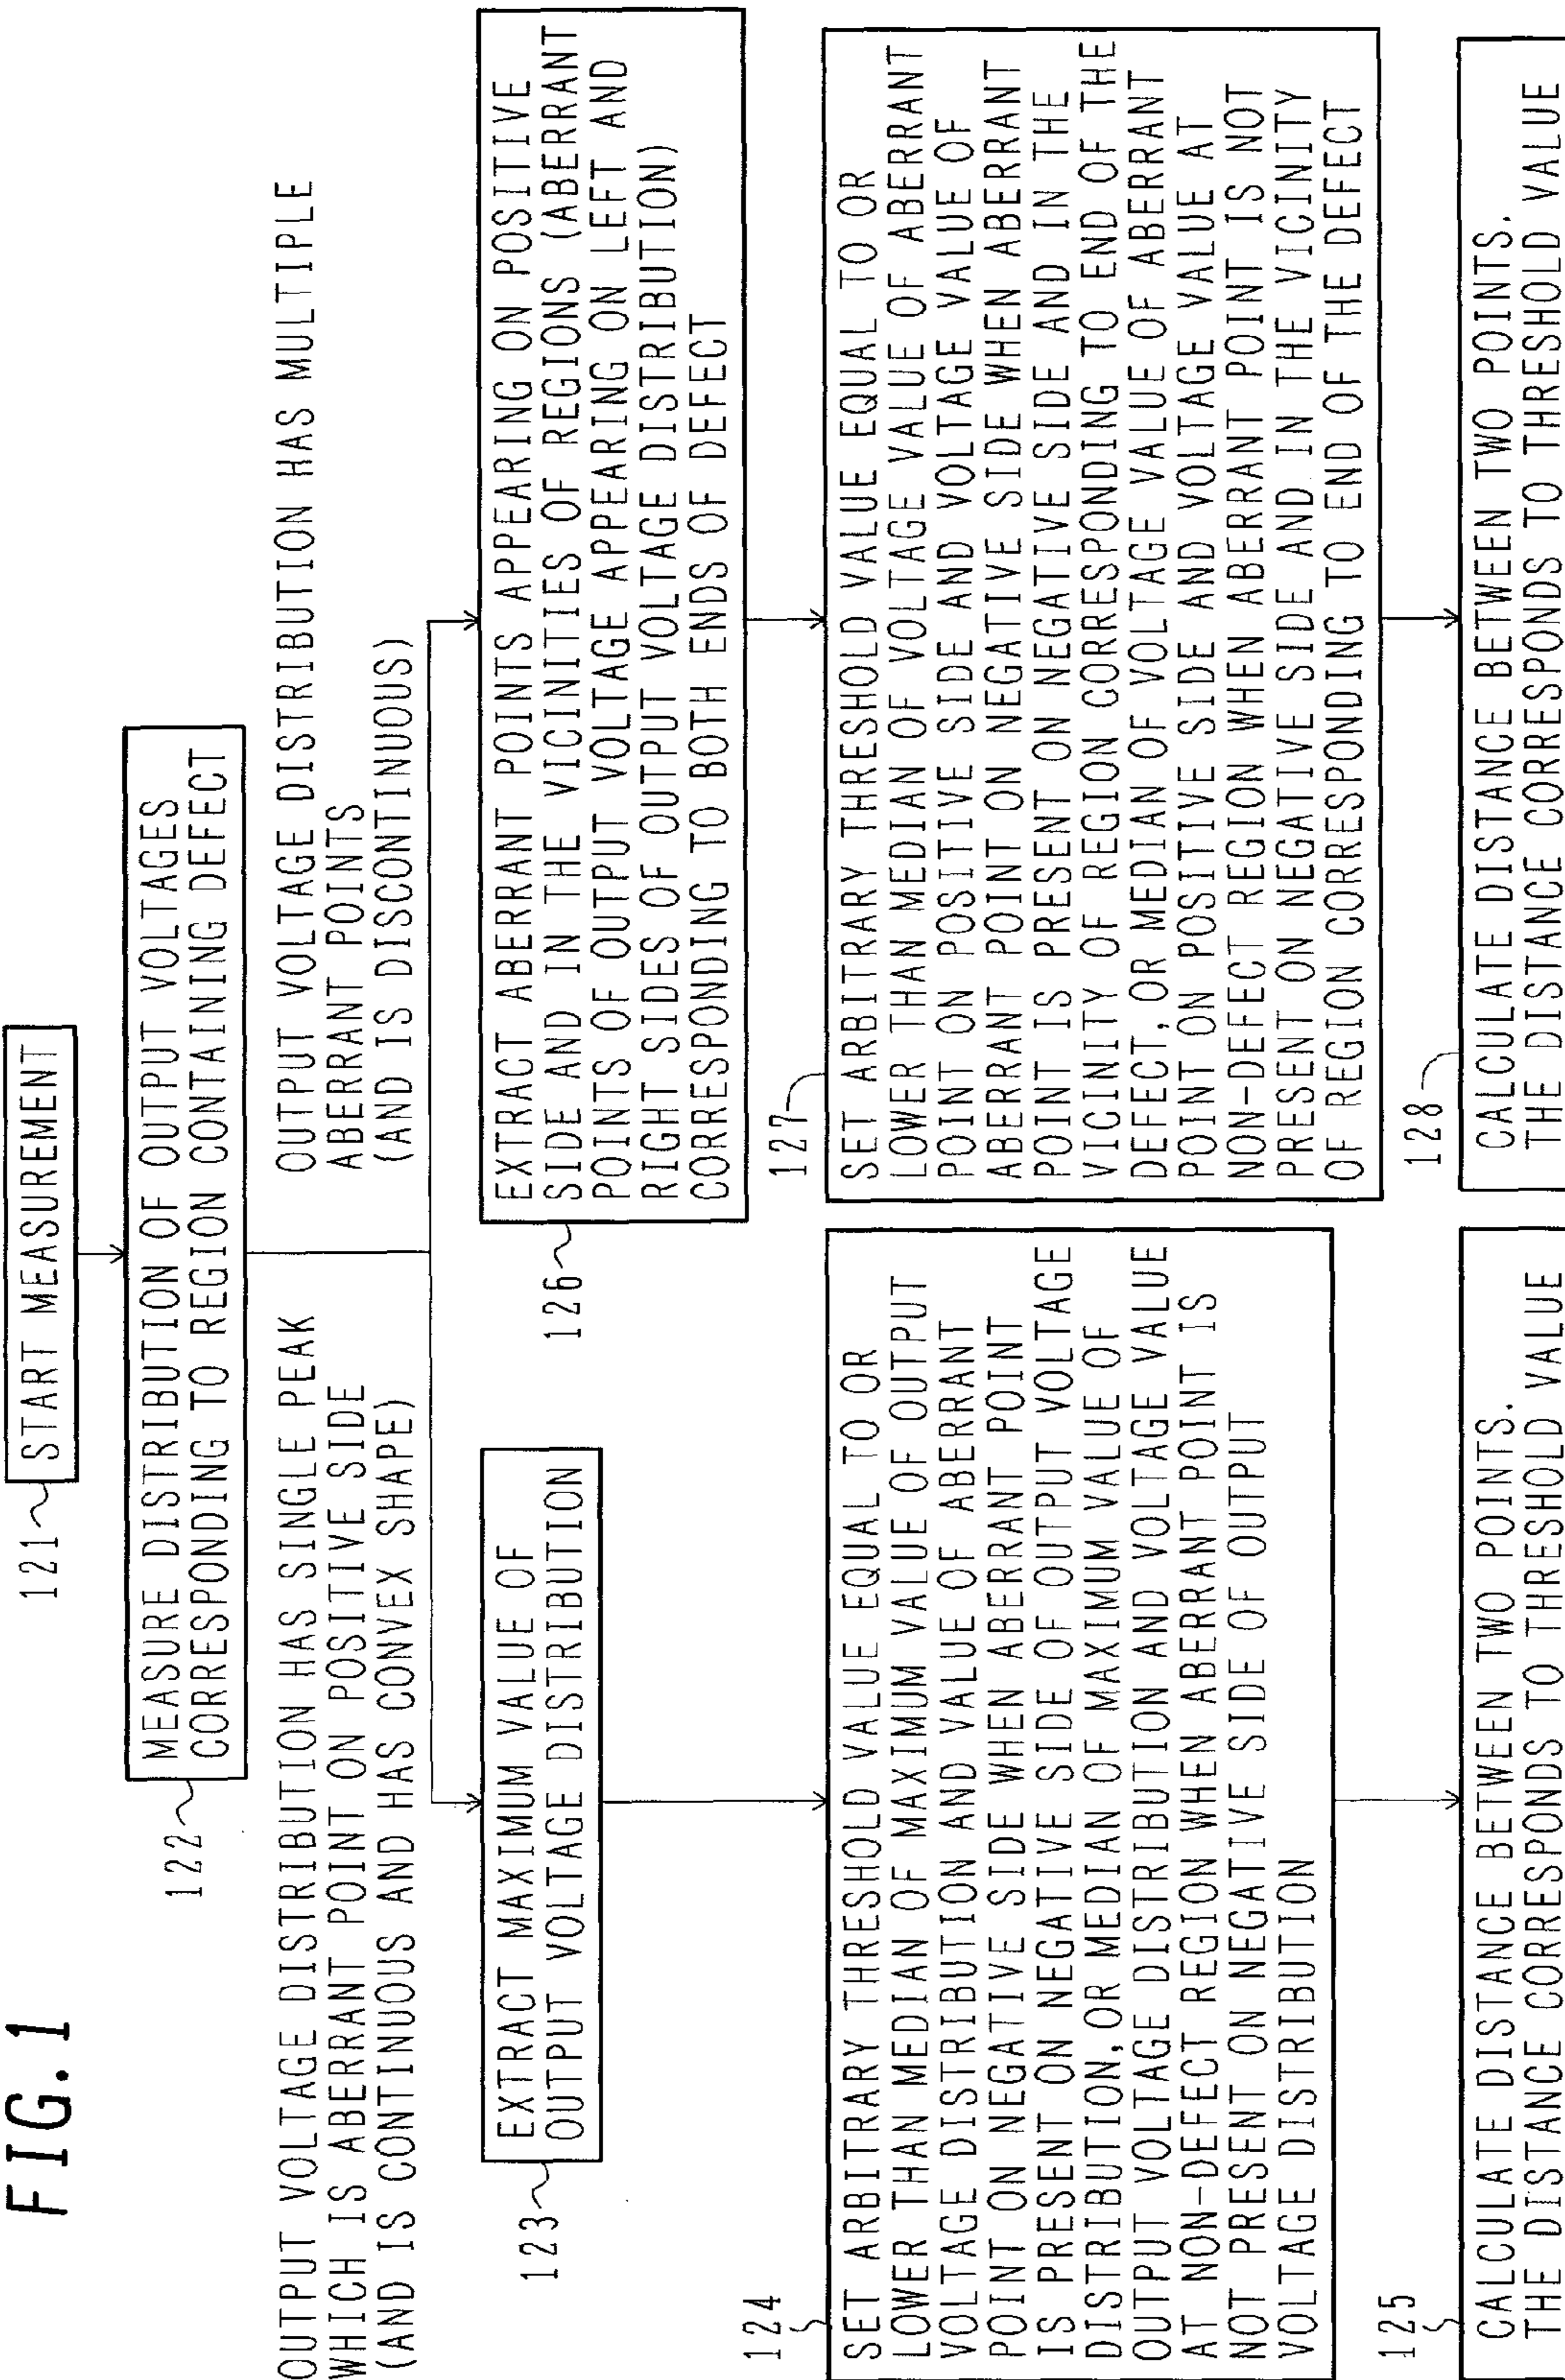 FIG.1
121
START MEASUREMENT
122
MEASURE DISTRIBUTION OF OUTPUT VOLTAGES
CORRESPONDING TO REGION CONTAINING DEFECT
OUTPUT VOLTAGE DISTRIBUTION HAS SINGLE PEAK
WHICH IS ABERRANT POINT ON POSITIVE SIDE
(AND IS CONTINUOUS AND HAS CONVEX SHAPE)
OUTPUT VOLTAGE DISTRIBUTION HAS MULTIPLE
ABERRANT POINTS
(AND IS DISCONTINUOUS)
123
EXTRACT MAXIMUM VALUE OF
OUTPUT VOLTAGE DISTRIBUTION
124
SET ARBITRARY THRESHOLD VALUE EQUAL TO OR
LOWER THAN MEDIAN OF MAXIMUM VALUE OF OUTPUT
VOLTAGE DISTRIBUTION AND VALUE OF ABERRANT
POINT ON NEGATIVE SIDE WHEN ABERRANT POINT
IS PRESENT ON NEGATIVE SIDE OF OUTPUT VOLTAGE
DISTRIBUTION, OR MEDIAN OF MAXIMUM VALUE OF
OUTPUT VOLTAGE DISTRIBUTION AND VOLTAGE VALUE
AT NON-DEFECT REGION WHEN ABERRANT POINT IS
NOT PRESENT ON NEGATIVE SIDE OF OUTPUT
VOLTAGE DISTRIBUTION
125
CALCULATE DISTANCE BETWEEN TWO POINTS.
THE DISTANCE CORRESPONDS TO THRESHOLD VALUE
126
EXTRACT ABERRANT POINTS APPEARING ON POSITIVE
SIDE AND IN THE VICINITIES OF REGIONS (ABERRANT
POINTS OF OUTPUT VOLTAGE APPEARING ON LEFT AND
RIGHT SIDES OF OUTPUT VOLTAGE DISTRIBUTION)
CORRESPONDING TO BOTH ENDS OF DEFECT
127
SET ARBITRARY THRESHOLD VALUE EQUAL TO OR
LOWER THAN MEDIAN OF VOLTAGE VALUE OF ABERRANT
POINT ON POSITIVE SIDE AND VOLTAGE VALUE OF
ABERRANT POINT ON NEGATIVE SIDE WHEN ABERRANT
POINT IS PRESENT ON NEGATIVE SIDE AND IN THE
VICINITY OF REGION CORRESPONDING TO END OF THE
DEFECT, OR MEDIAN OF VOLTAGE VALUE OF ABERRANT
POINT ON POSITIVE SIDE AND VOLTAGE VALUE AT
NON-DEFECT REGION WHEN ABERRANT POINT IS NOT
PRESENT ON NEGATIVE SIDE AND IN THE VICINITY
OF REGION CORRESPONDING TO END OF THE DEFECT
128
CALCULATE DISTANCE BETWEEN TWO POINTS.
THE DISTANCE CORRESPONDS TO THRESHOLD VALUE